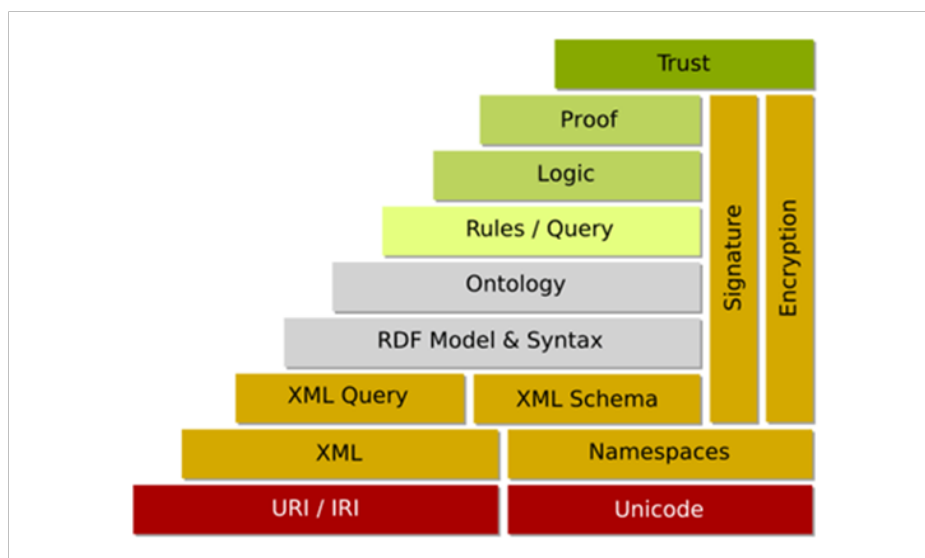 Trust
Proof
Logic
Rules / Query
Ontology
RDF Model & Syntax
XML Query
XML Schema
Signature
Encryption
XML
Namespaces
URI / IRI
Unicode